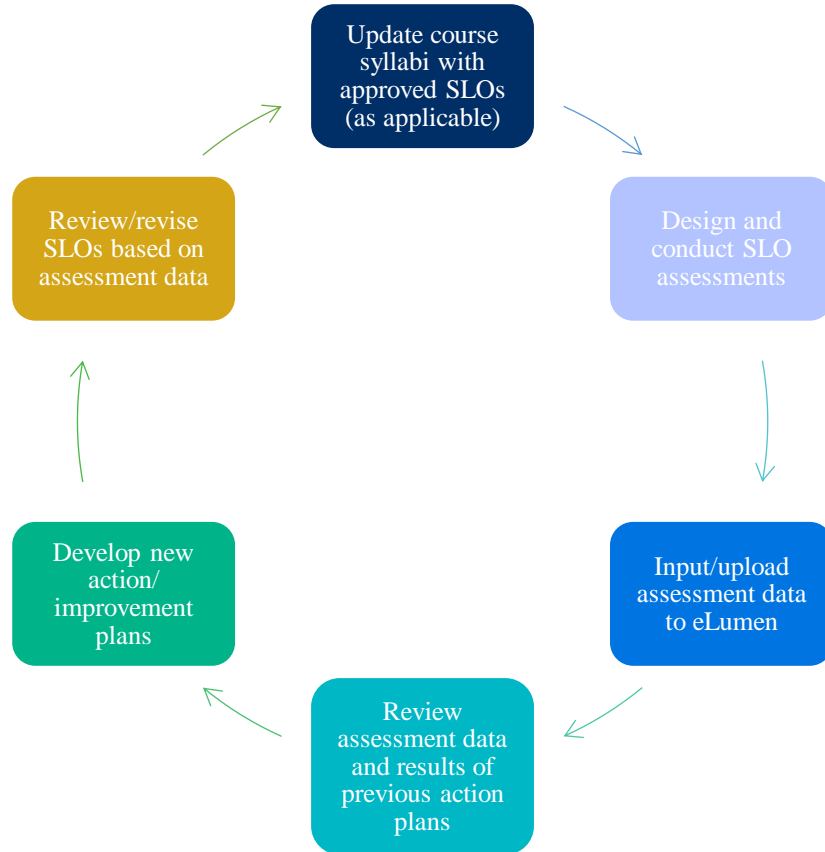 Update course
syllabi with
approved SLOs
(as applicable)
Design and
conduct SLO
assessments
Input/upload
assessment data
to eLumen
Review
assessment data
and results of
previous action
plans
Develop new
action/
improvement
plans
Review/revise
SLOs based on
assessment data